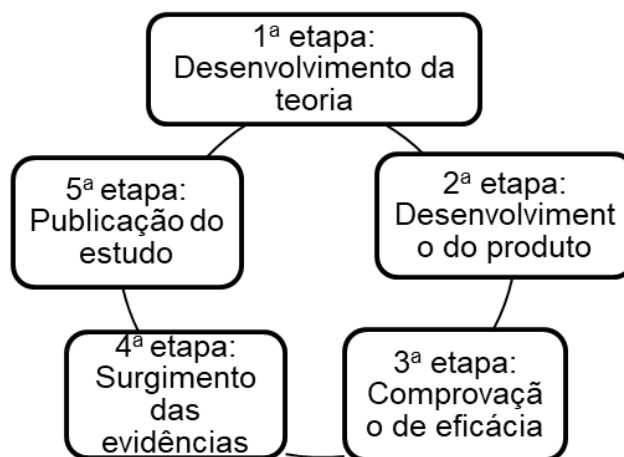 1ª etapa:
Desenvolvimento da
teoria
2ª etapa:
Desenvolviment
o do produto
3ª etapa:
Comprovaçã
o de eficácia
4ª etapa:
Surgimento
das
evidências
5ª etapa:
Publicação do
estudo